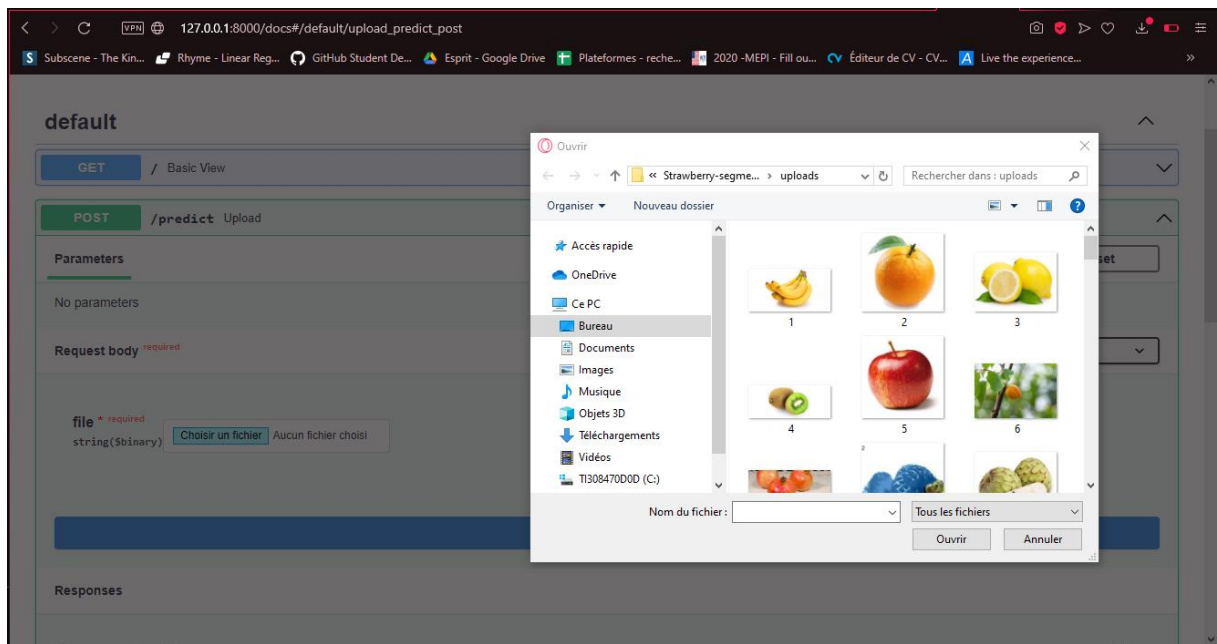 VPN 127.0.0.1:8000/docs#/default/upload_predict_post
S Subscene - The Kin... Rhyme - Linear Reg... GitHub Student De... Esprit - Google Drive Plateformes - reche... 2020 -MEPI - Fill ou... CV Éditeur de CV - CV... A Live the experience... »
default
GET / Basic View
POST /predict Upload
Parameters
set
No parameters
Request body required
file * required
string($binary) Choisir un fichier Aucun fichier choisi
Responses
Ouvrir
« Strawberry-segme... › uploads Rechercher dans : uploads
Organiser Nouveau dossier ?
Accès rapide
OneDrive
Ce PC
Bureau
Documents
Images
Musique
Objets 3D
Téléchargements
Vidéos
TI308470D0D (C:)
1 2 3
4 5 6
Nom du fichier : Tous les fichiers
Ouvrir Annuler